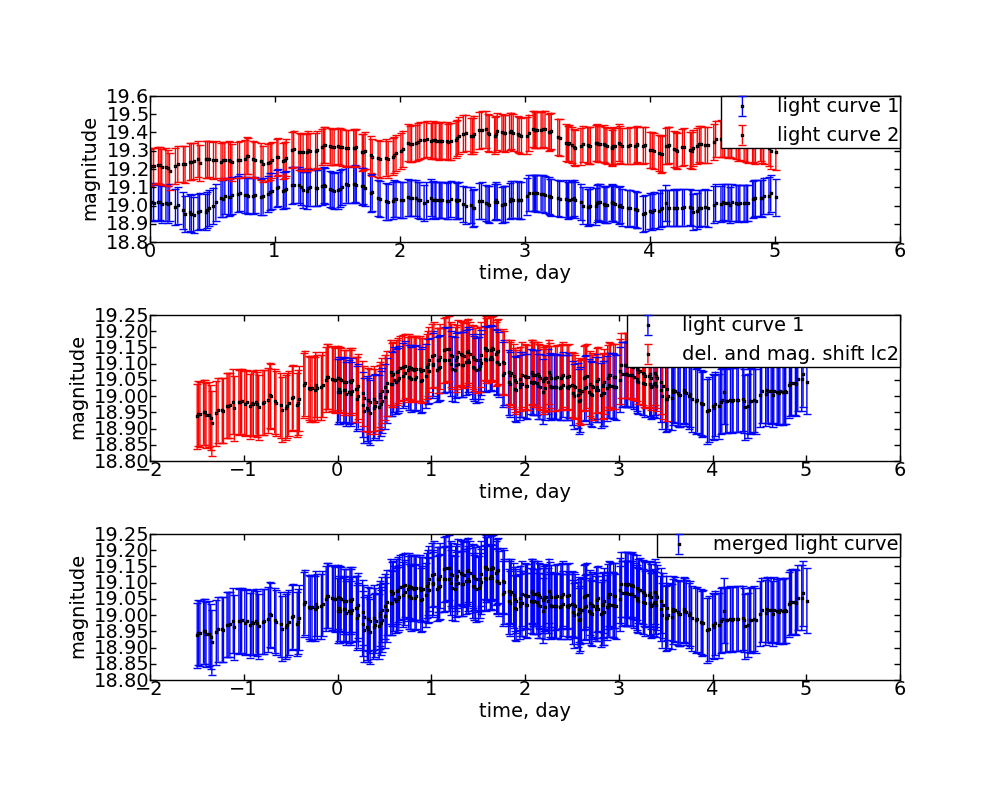 19.6
19.5
19.4
19.3
19.2
19.1
19.0
18.9
18.8
magnitude
light curve 1
light curve 2
0 1 2 3 4 5 6
time, day
19.25
19.20
19.15
19.10
19.05
19.00
18.95
18.90
18.85
18.80
magnitude
light curve 1
del. and mag. shift lc2
−2 −1 0 1 2 3 4 5 6
time, day
19.25
19.20
19.15
19.10
19.05
19.00
18.95
18.90
18.85
18.80
magnitude
merged light curve
−2 −1 0 1 2 3 4 5 6
time, day